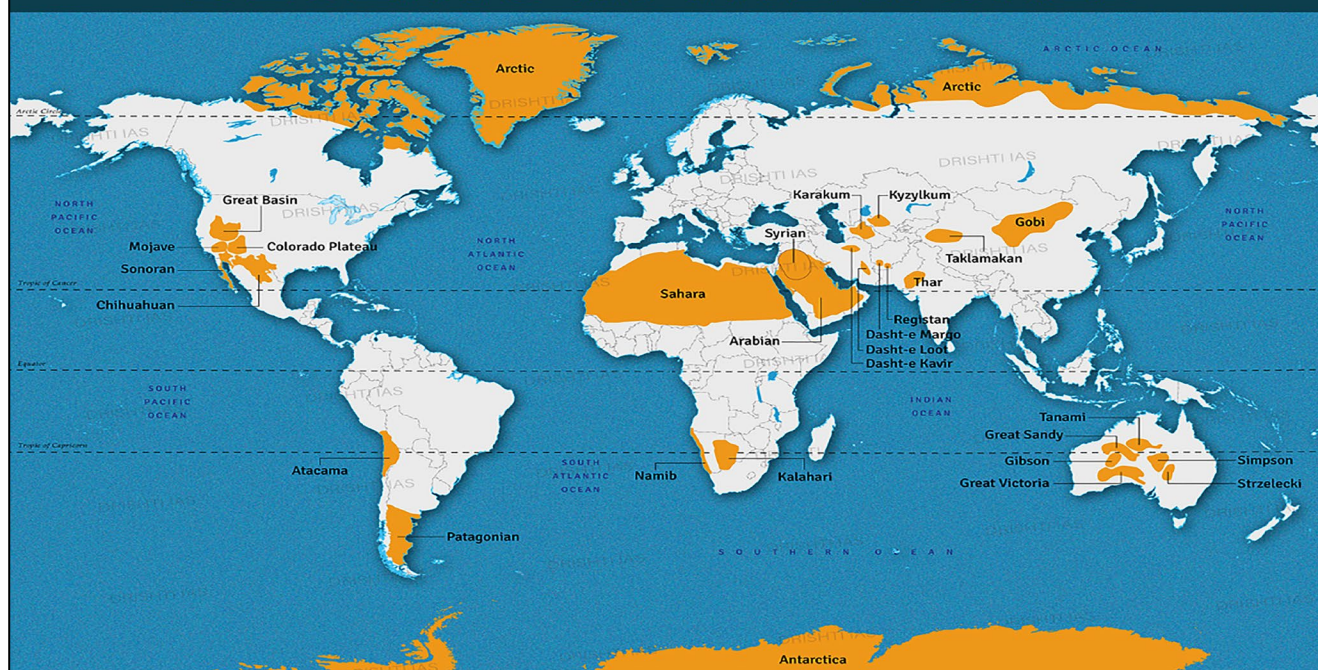 ARCTIC OCEAN
Arctic
Arctic
Arctic Circle
DRISHTI IAS
Great Basin
Karakum
Kyzylkum
NORTH
PACIFIC
OCEAN
NORTH
PACIFIC
OCEAN
Gobi
Syrian
Mojave
Colorado Plateau
NORTH
ATLANTIC
OCEAN
Taklamakan
Sonoran
Tropic of Cancer
Thar
Sahara
Chihuahuan
Registan
Dasht-e Margo
Arabian
Dasht-e Loot
Dasht-e Kavir
Equator
SOUTH
PACIFIC
OCEAN
INDIAN
OCEAN
Tanami
Great Sandy
Tropic of Capricorn
Gibson
Simpson
Atacama
SOUTH
ATLANTIC
OCEAN
Namib
Kalahari
Great Victoria
Strzelecki
Patagonian
SOUTHERN OCEAN
Antarctica